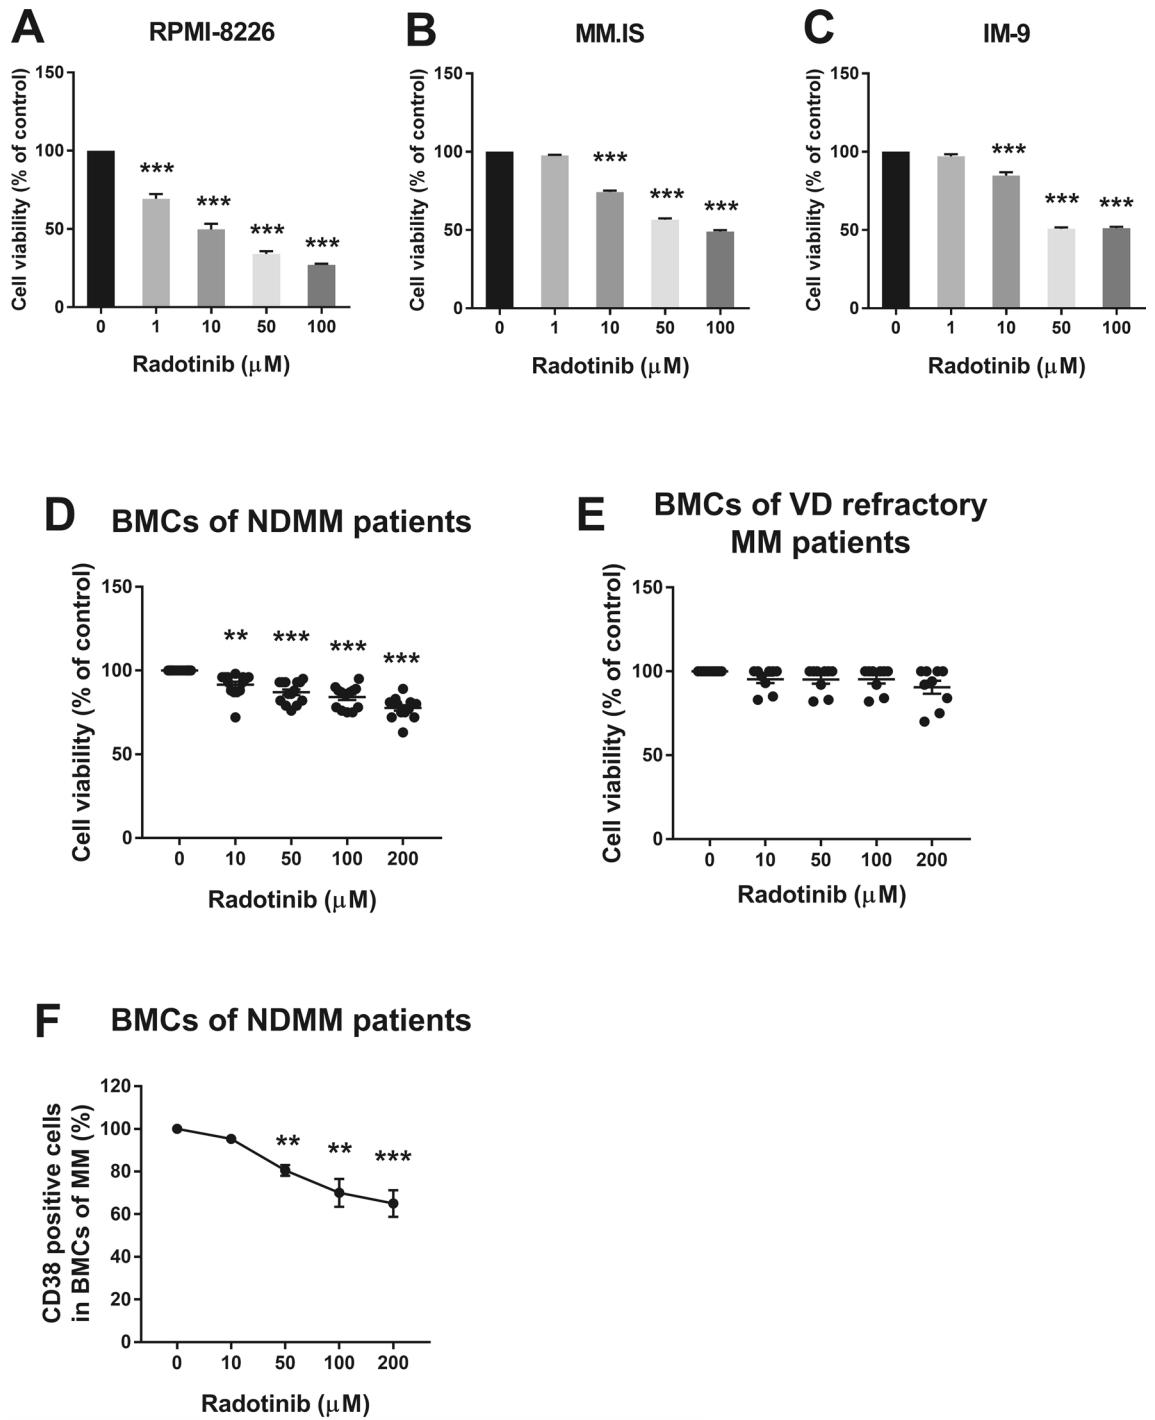 A
RPMI-8226
Cell viability (% of control)
150
100
50
0
***
***
***
***
0 1 10 50 100
Radotinib (μM)
B
MM.IS
Cell viability (% of control)
150
100
50
0
***
***
***
0 1 10 50 100
Radotinib (μM)
C
IM-9
Cell viability (% of control)
150
100
50
0
***
***
***
0 1 10 50 100
Radotinib (μM)
D
BMCs of NDMM patients
Cell viability (% of control)
150
100
50
0
**
***
***
***
0 10 50 100 200
Radotinib (μM)
E
BMCs of VD refractory
MM patients
Cell viability (% of control)
150
100
50
0
0 10 50 100 200
Radotinib (μM)
F
BMCs of NDMM patients
CD38 positive cells
in BMCs of MM (%)
120
100
80
60
40
20
0
**
**
***
0 10 50 100 200
Radotinib (μM)